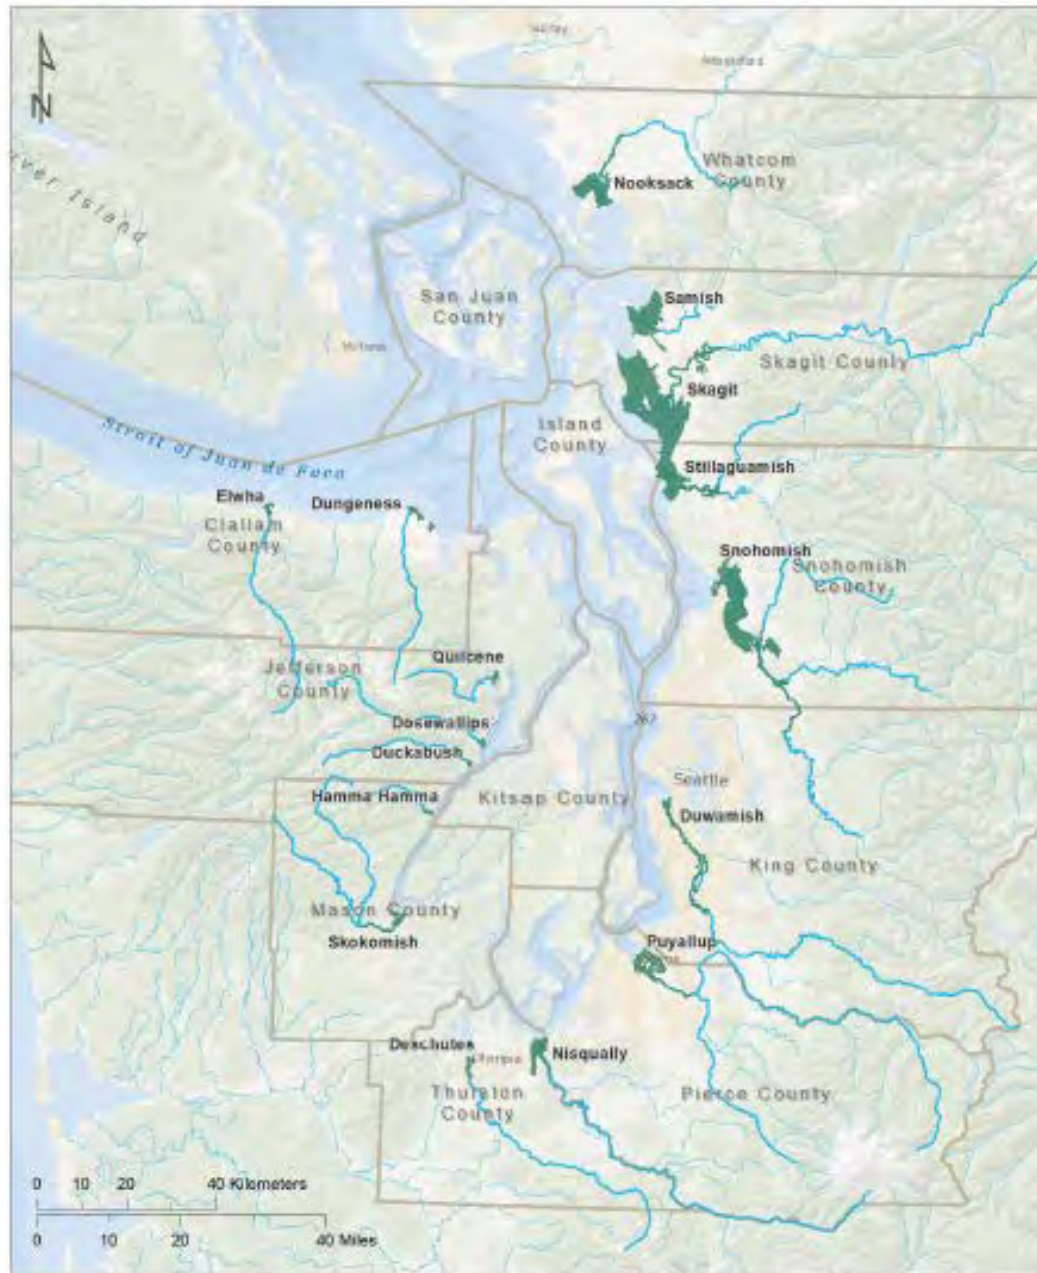 N
Whatcom
County
Nooksack
ver Island
San Juan
County
Samish
Skagit County
Skagit
Island
County
Strait of Juan de Fuca
Stillaguamish
Elwha
Dungeness
Clallam
County
Snohomish
Snohomish
County
Quilcene
Jefferson
County
Dosewallips
Duckabush
Seattle
Hamma Hamma
Kitsap County
Duwamish
King County
Mason County
Skokomish
Puyallup
Deschutes
Olympia
Nisqually
Thurston
County
Pierce County
0 10 20 40 Kilometers
0 10 20 40 Miles